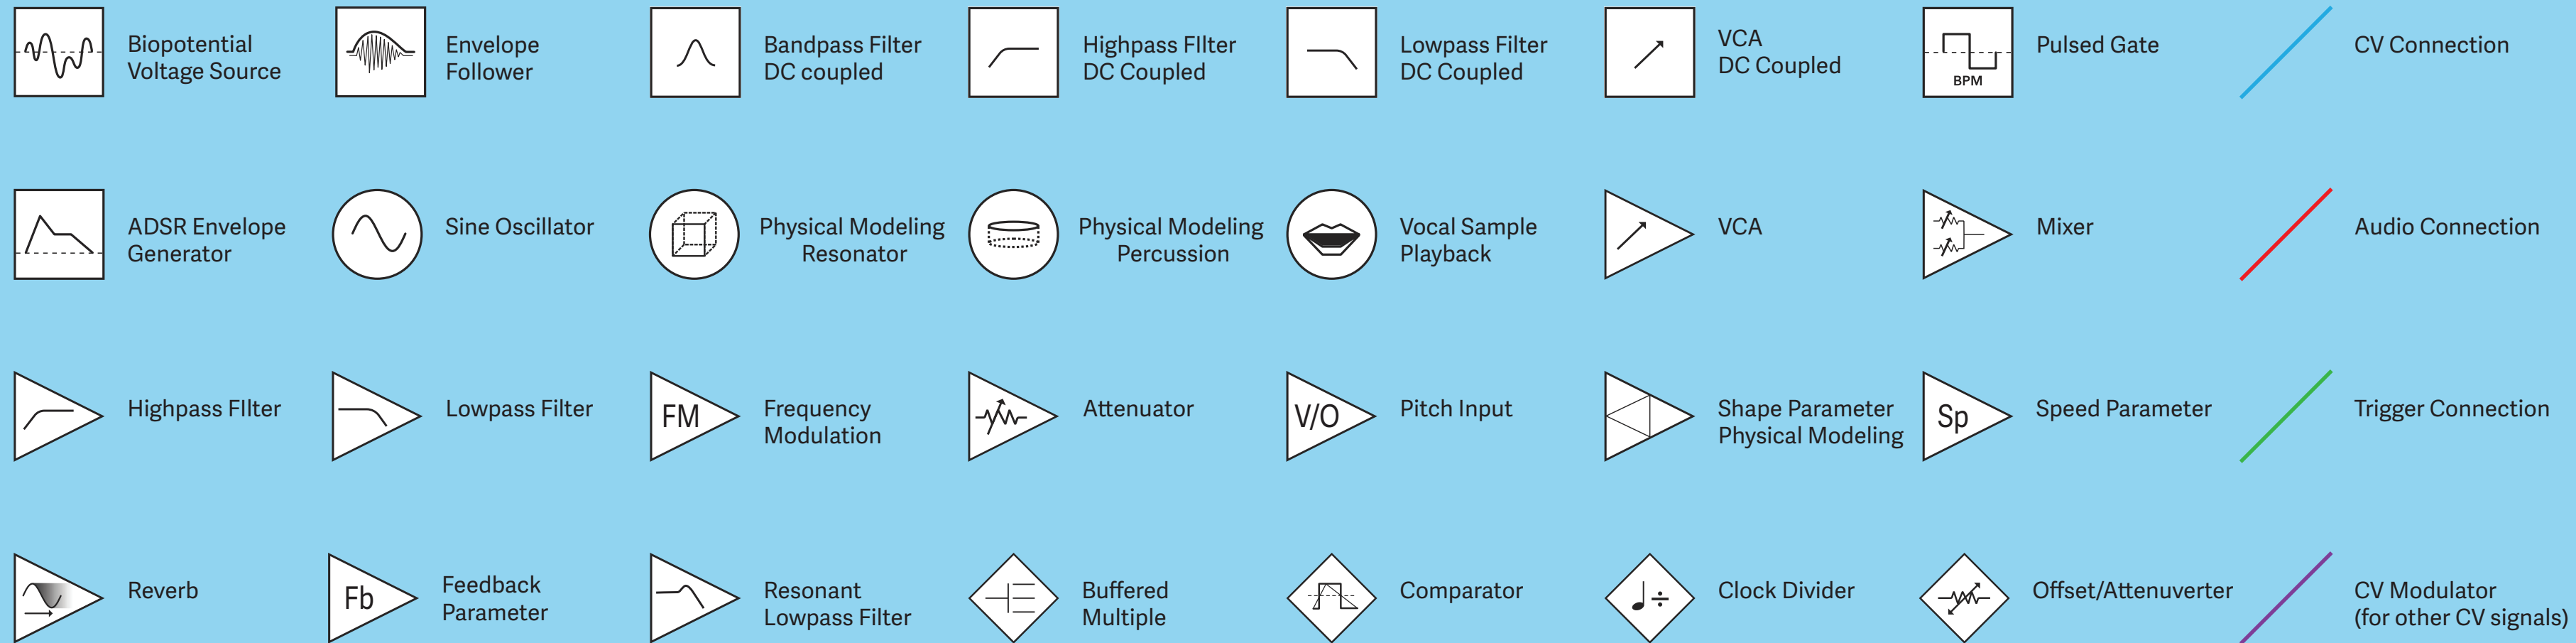 Biopotential
Voltage Source
Envelope
Follower
Bandpass Filter
DC coupled
Highpass FIlter
DC Coupled
Lowpass Filter
DC Coupled
VCA
DC Coupled
BPM
Pulsed Gate
CV Connection
ADSR Envelope
Generator
Sine Oscillator
Physical Modeling
Resonator
Physical Modeling
Percussion
Vocal Sample
Playback
VCA
Mixer
Audio Connection
Highpass FIlter
Lowpass Filter
FM
Frequency
Modulation
Attenuator
V/O
Pitch Input
Shape Parameter
Physical Modeling
Sp
Speed Parameter
Trigger Connection
Reverb
Fb
Feedback
Parameter
Resonant
Lowpass Filter
Buffered
Multiple
Comparator
Clock Divider
Offset/Attenuverter
CV Modulator
(for other CV signals)